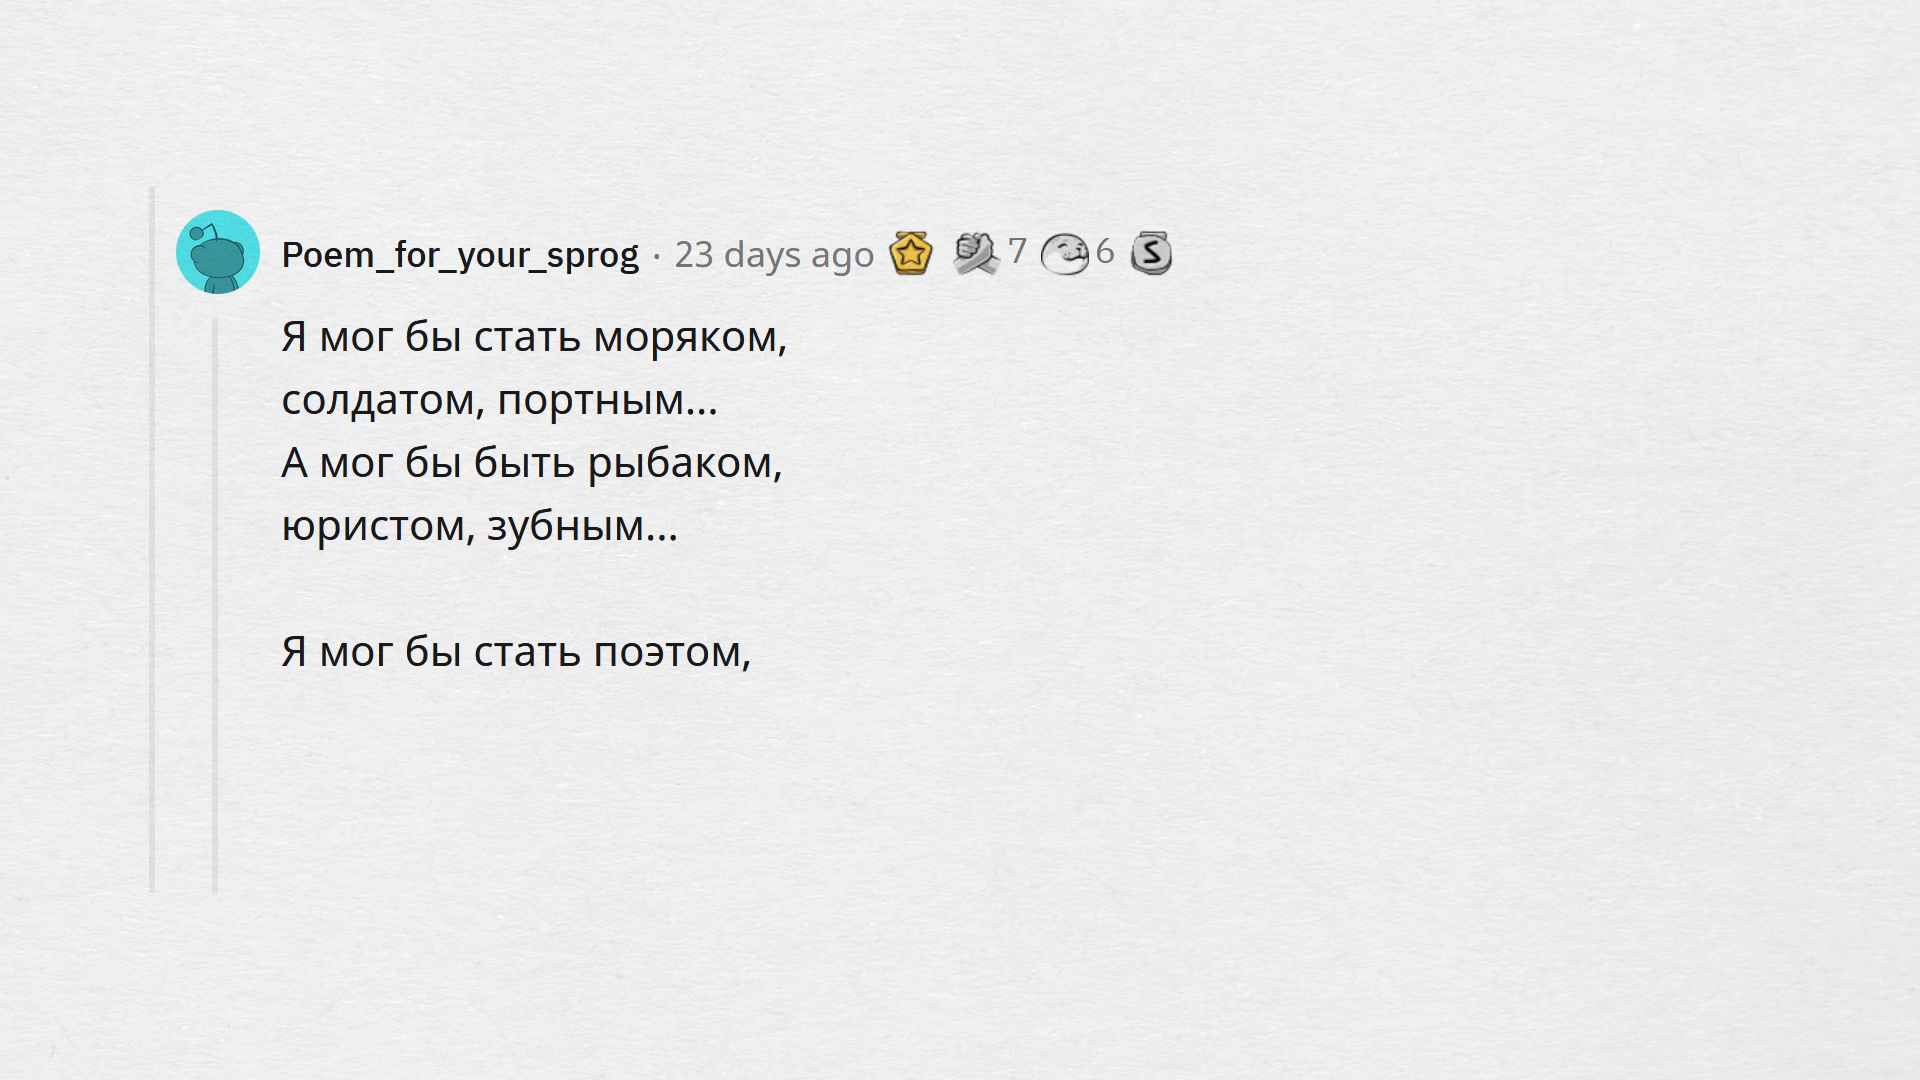 Poem_for_your_sprog · 23 days ago 7 6 S
Я мог бы стать моряком,
солдатом, портным...
А мог бы быть рыбаком,
юристом, зубным...
Я мог бы стать поэтом,